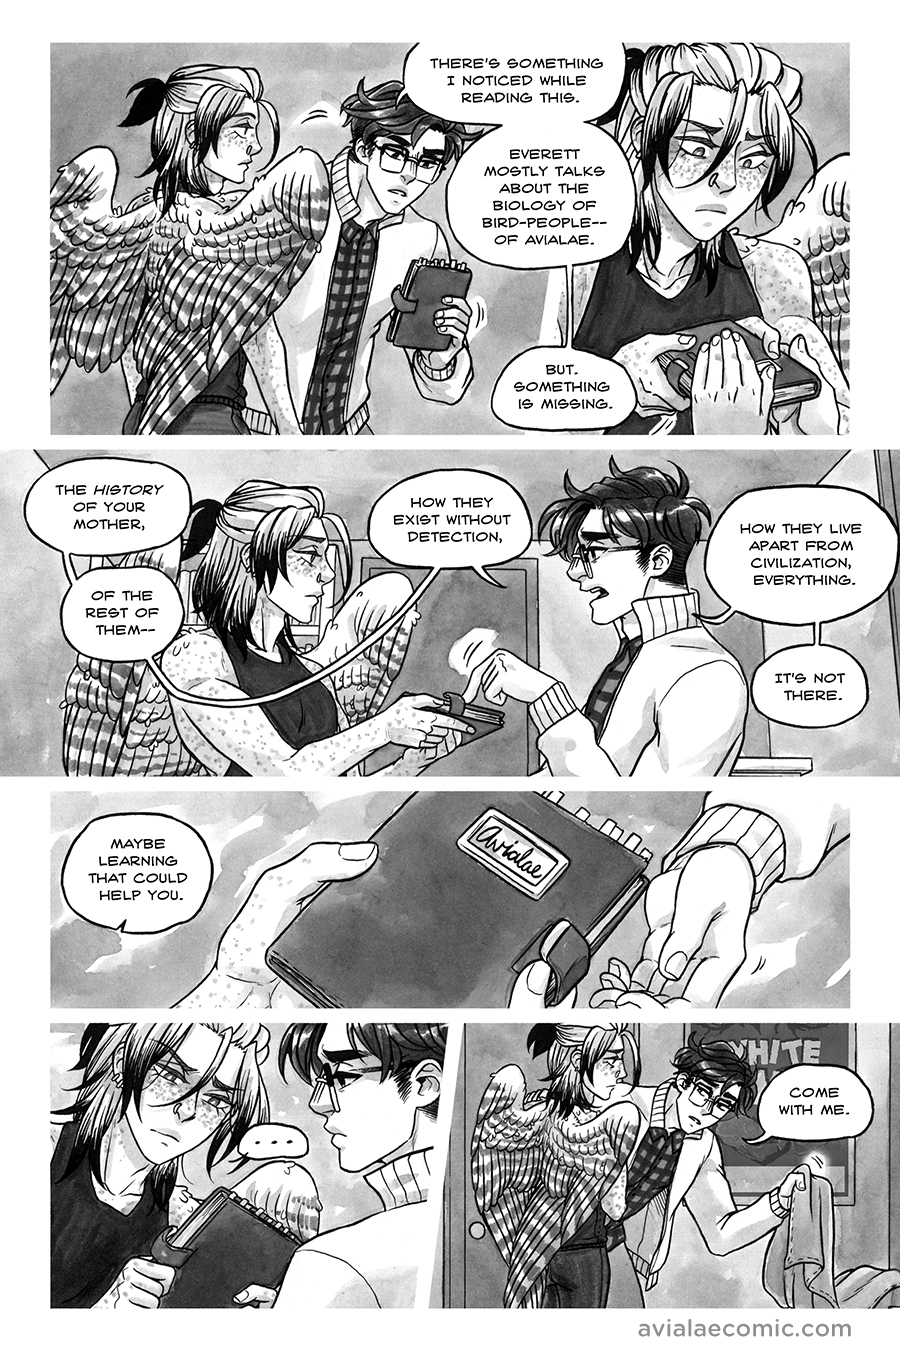 THERE'S SOMETHING
I NOTICED WHILE
READING THIS.
EVERETT
MOSTLY TALKS
ABOUT THE
BIOLOGY OF
BIRD-PEOPLE--
OF AVIALAE.
BUT.
SOMETHING
IS MISSING.
THE HISTORY
OF YOUR
MOTHER,
OF THE
REST OF
THEM--
HOW THEY
EXIST WITHOUT
DETECTION,
HOW THEY LIVE
APART FROM
CIVILIZATION,
EVERYTHING.
IT'S NOT
THERE.
MAYBE
LEARNING
THAT COULD
HELP YOU.
Avialae
....
WHITE
COME
WITH ME.
avialaecomic.com